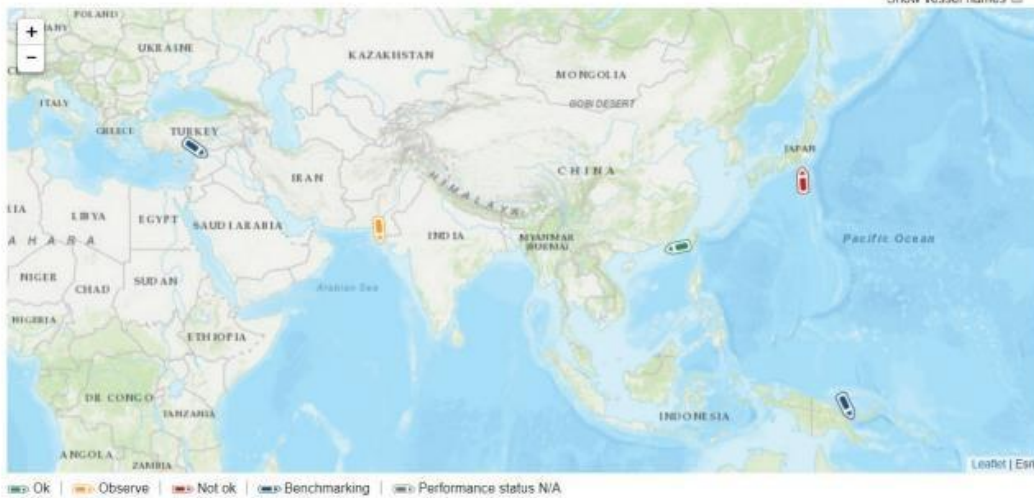 Show vessel names
+
−
POLAND
UKRAINE
KAZAKHSTAN
MONGOLIA
GOBI DESERT
ITALY
GREECE
TURKEY
JAPAN
IRAN
CHINA
HIMALAYA
LIBYA
EGYPT
SAUDI ARABIA
INDIA
MYANMAR
(BURMA)
Pacific Ocean
AHARA
NIGER
CHAD
SUDAN
Arabian Sea
NIGERIA
ETHIOPIA
DR CONGO
TANZANIA
INDONESIA
ANGOLA
ZAMBIA
Leaflet | Esri
Ok | Observe | Not ok | Benchmarking | Performance status N/A